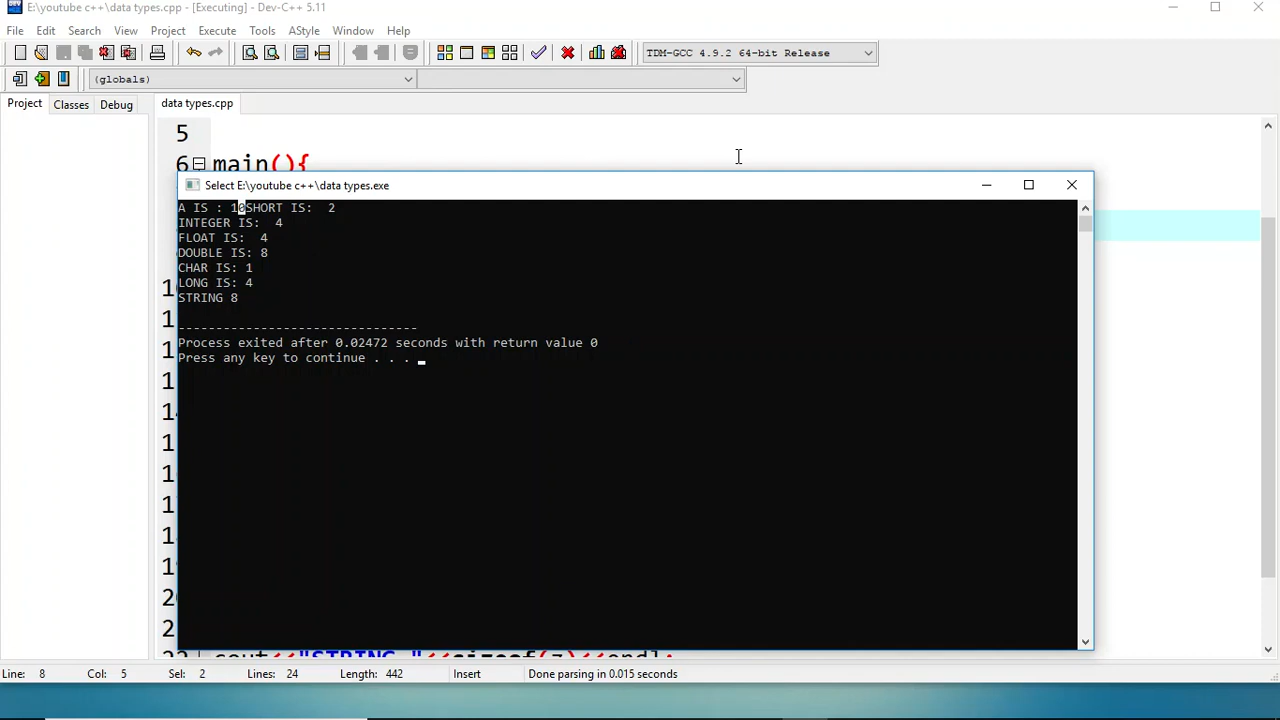 E:\youtube c++\data types.cpp - [Executing] - Dev-C++ 5.11
File Edit Search View Project Execute Tools AStyle Window Help
TDM-GCC 4.9.2 64-bit Release
(globals)
Project Classes Debug data types.cpp
5
6 main(){
Select E:\youtube c++\data types.exe
A IS : 10SHORT IS:  2
INTEGER IS:  4
FLOAT IS:  4
DOUBLE IS: 8
CHAR IS: 1
LONG IS: 4
STRING 8
--------------------------------
Process exited after 0.02472 seconds with return value 0
Press any key to continue . . .
cout<<"STRING "<<sizeof(z)<<endl;
Line: 8 Col: 5 Sel: 2 Lines: 24 Length: 442 Insert Done parsing in 0.015 seconds